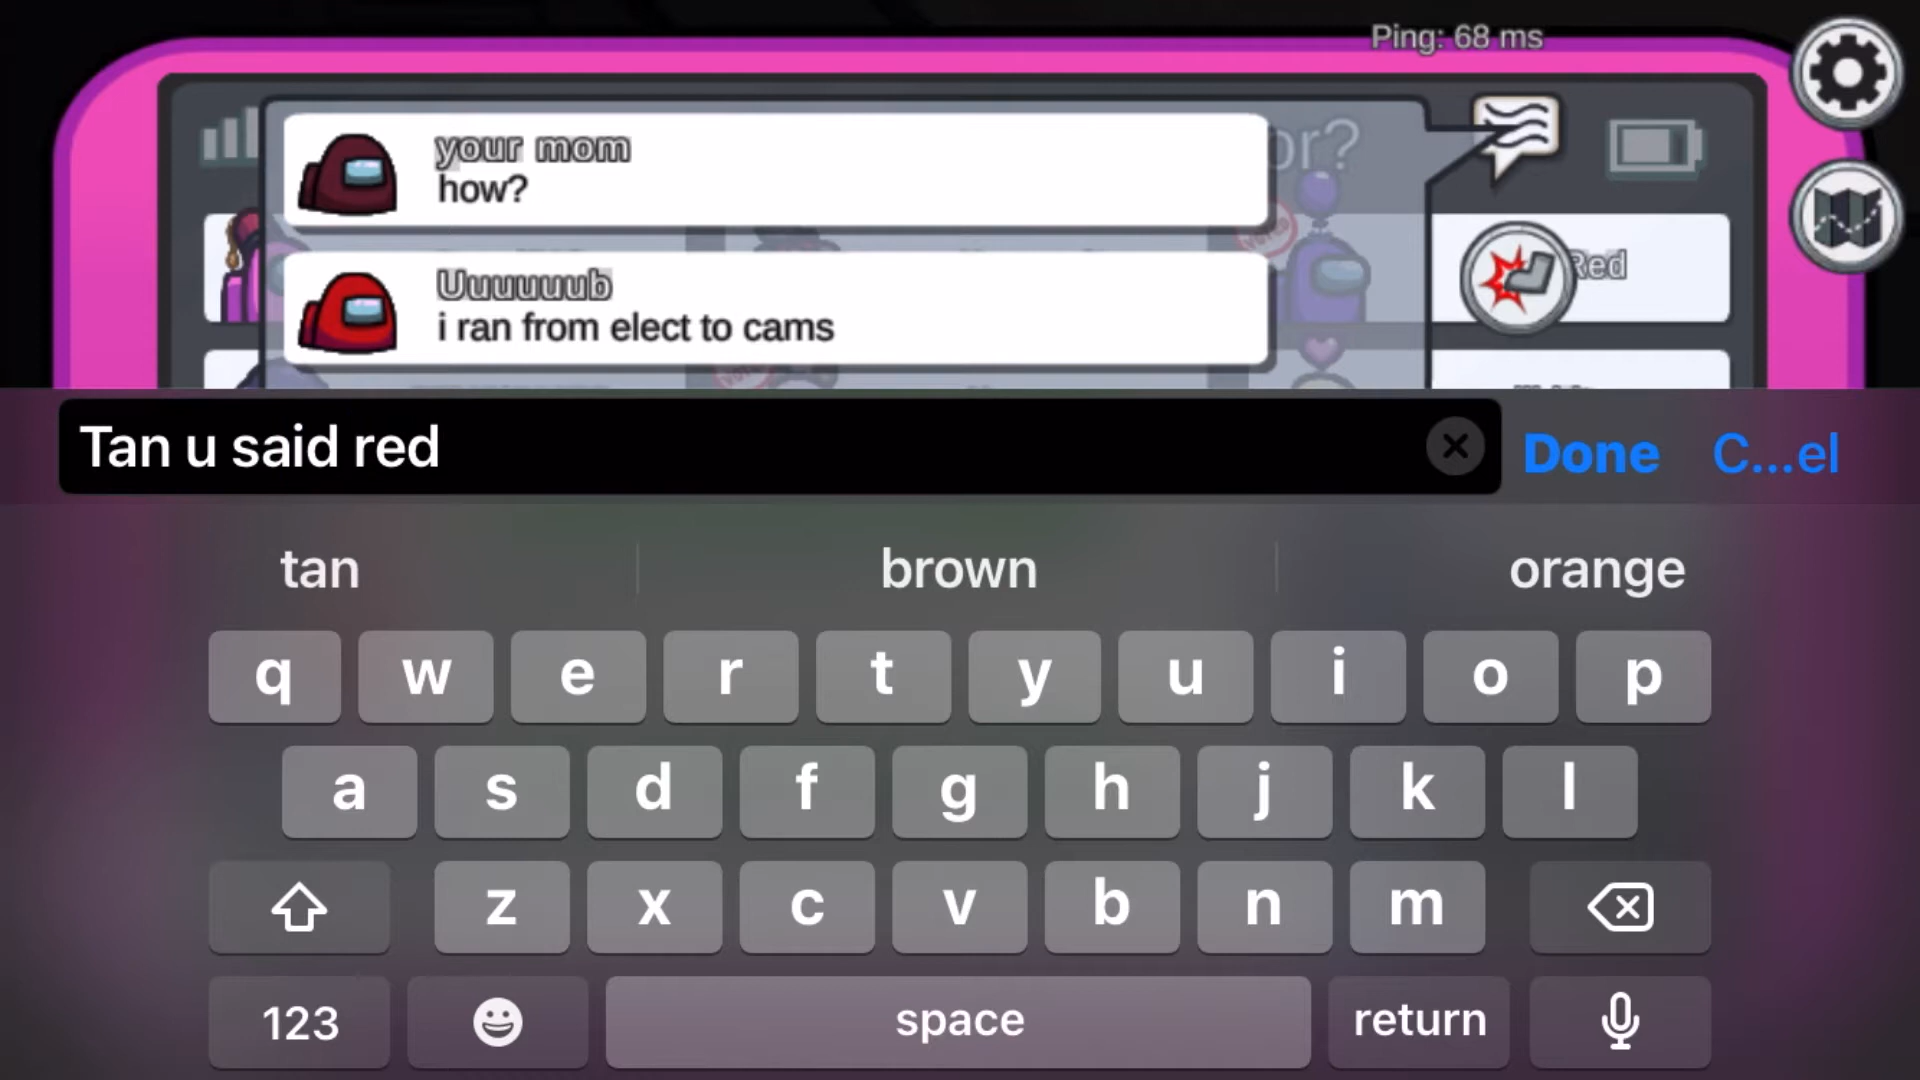 Ping: 68 ms
or?
your mom
how?
Red
Uuuuuub
i ran from elect to cams
Tan u said red
Done C...el
tan brown orange
q w e r t y u i o p
a s d f g h j k l
z x c v b n m
123 space return